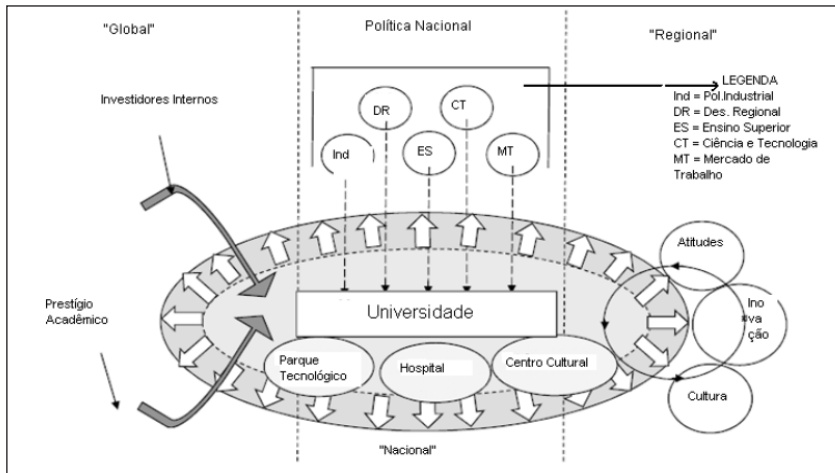 "Global"
Política Nacional
"Regional"
Investidores Internos
LEGENDA
Ind = Pol.Industrial
DR = Des. Regional
ES = Ensino Superior
CT = Ciência e Tecnologia
MT = Mercado de
Trabalho
DR
CT
Ind
ES
MT
Atitudes
Prestígio
Acadêmico
Universidade
Ino
va
ção
Parque
Tecnológico
Hospital
Centro Cultural
Cultura
"Nacional"